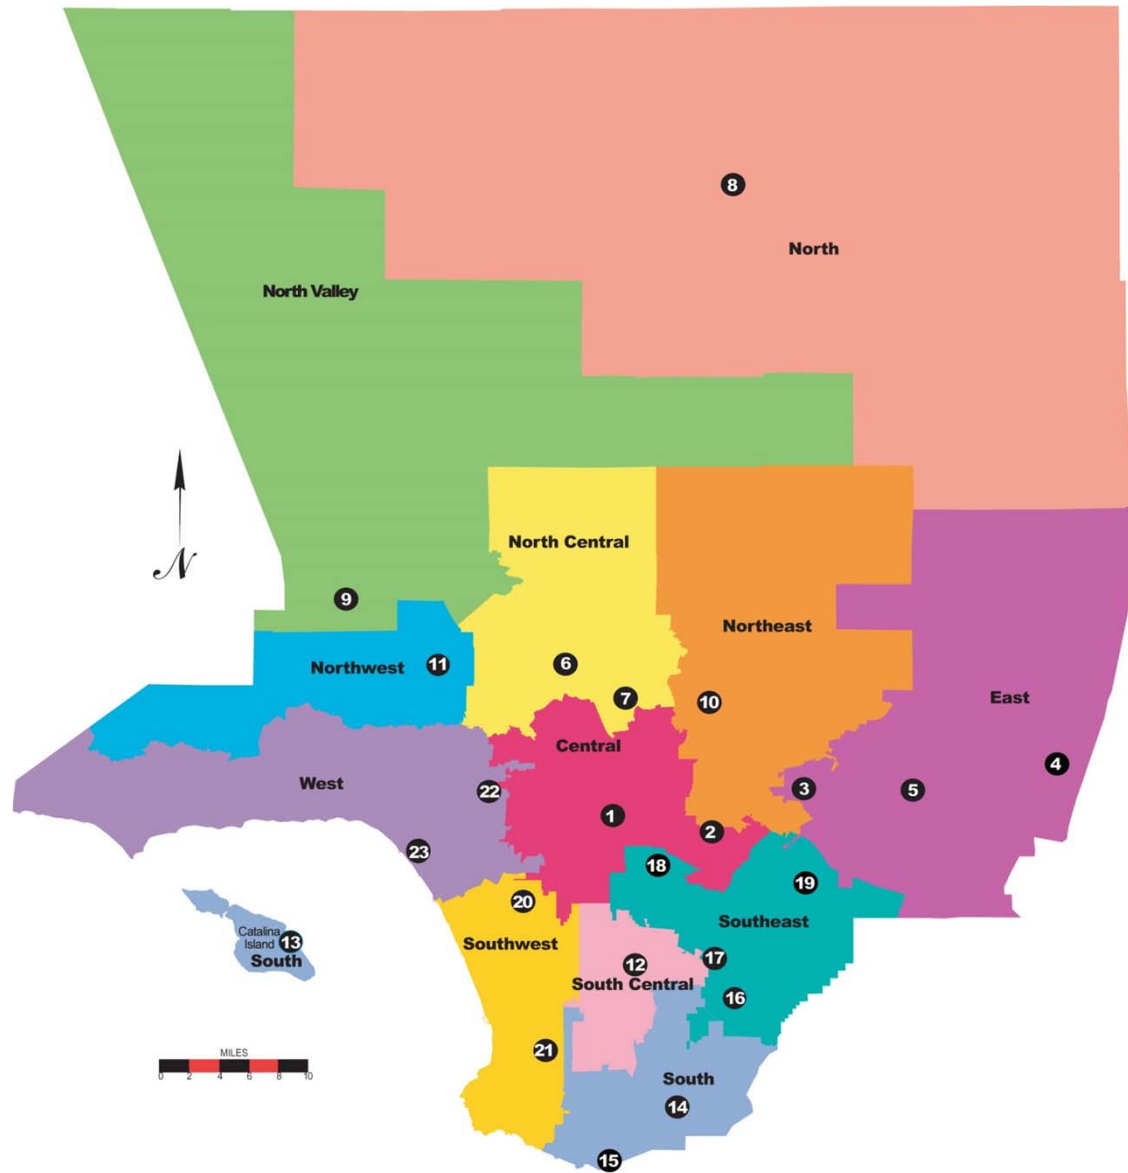 8
North
North Valley
N
North Central
9
Northeast
Northwest
11
6
7
10
East
Central
West
22
3
5
4
1
2
23
18
19
20
Southeast
Catalina
Island
13
South
Southwest
12
17
South Central
16
MILES
0 2 4 6 8 10
21
South
14
15